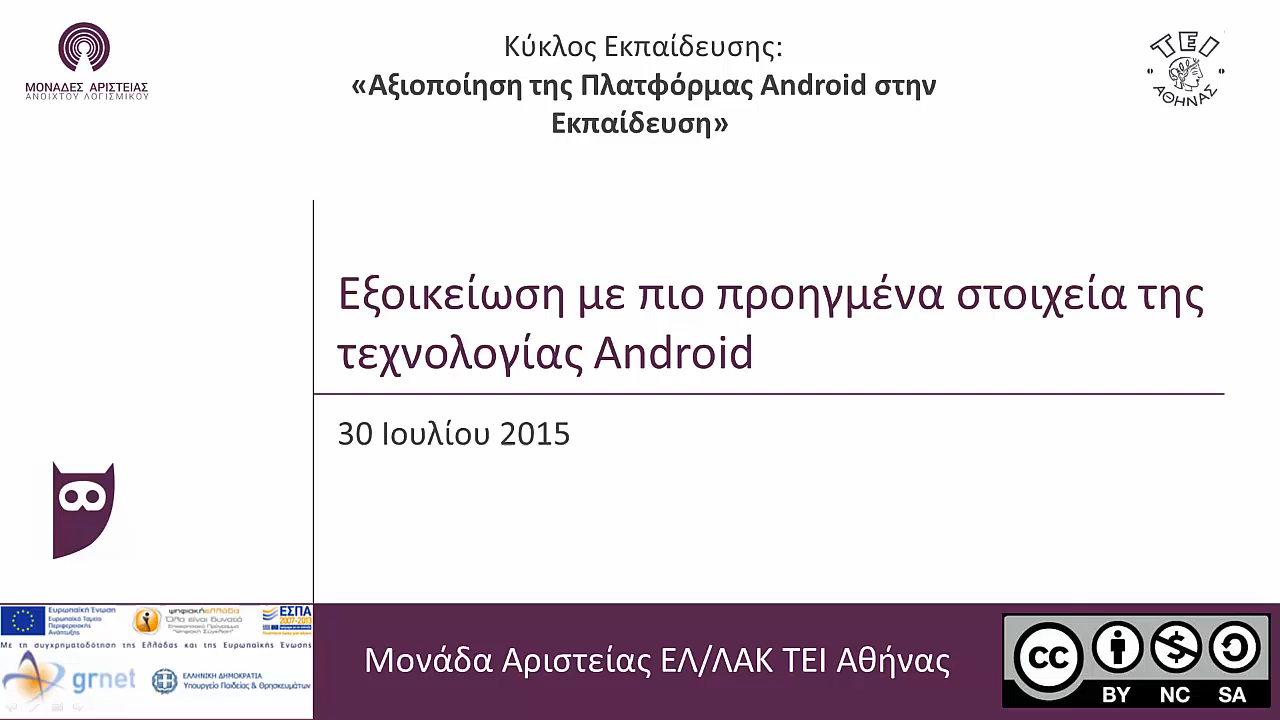 ΜΟΝΑΔΕΣ ΑΡΙΣΤΕΙΑΣ
ΑΝΟΙΧΤΟΥ ΛΟΓΙΣΜΙΚΟΥ
Κύκλος Εκπαίδευσης:
«Αξιοποίηση της Πλατφόρμας Android στην
Εκπαίδευση»
ΤΕΙ
ΑΘΗΝΑΣ
Εξοικείωση με πιο προηγμένα στοιχεία της
τεχνολογίας Android
30 Ιουλίου 2015
Ευρωπαϊκή Ένωση
Ευρωπαϊκό Ταμείο
Περιφερειακής
Ανάπτυξης
ψηφιακή ελλάδα
Όλα είναι δυνατά
ΕΣΠΑ
2007-2013
Με τη συγχρηματοδότηση της Ελλάδας και της Ευρωπαϊκής Ένωσης
grnet
ΕΛΛΗΝΙΚΗ ΔΗΜΟΚΡΑΤΙΑ
Υπουργείο Παιδείας & Θρησκευμάτων
Μονάδα Αριστείας ΕΛ/ΛΑΚ ΤΕΙ Αθήνας
cc
BY NC SA